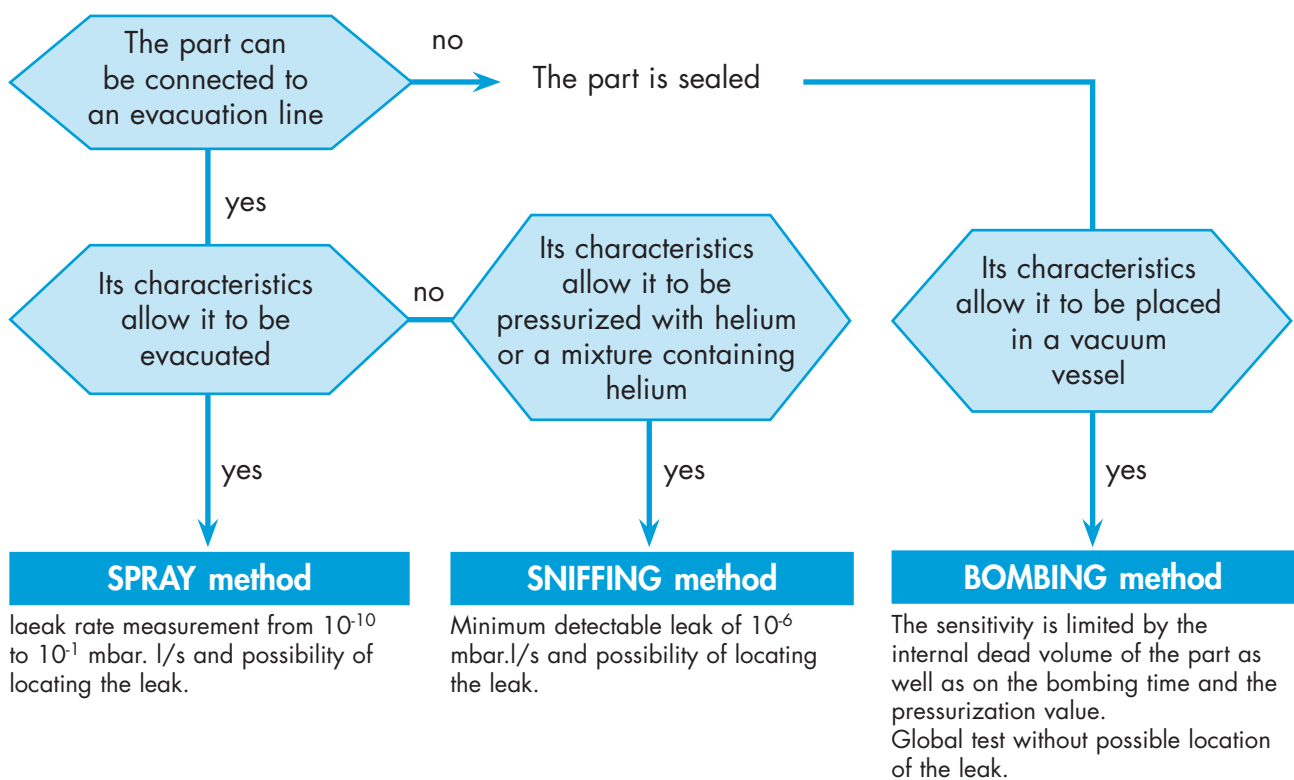 The part can
be connected to
an evacuation line
no
The part is sealed
yes
Its characteristics
allow it to be
evacuated
no
Its characteristics
allow it to be
pressurized with helium
or a mixture containing
helium
Its characteristics
allow it to be placed
in a vacuum
vessel
yes
yes
yes
SPRAY method
laeak rate measurement from 10-10
to 10-1 mbar. l/s and possibility of
locating the leak.
SNIFFING method
Minimum detectable leak of 10-6
mbar.l/s and possibility of locating
the leak.
BOMBING method
The sensitivity is limited by the
internal dead volume of the part as
well as on the bombing time and the
pressurization value.
Global test without possible location
of the leak.